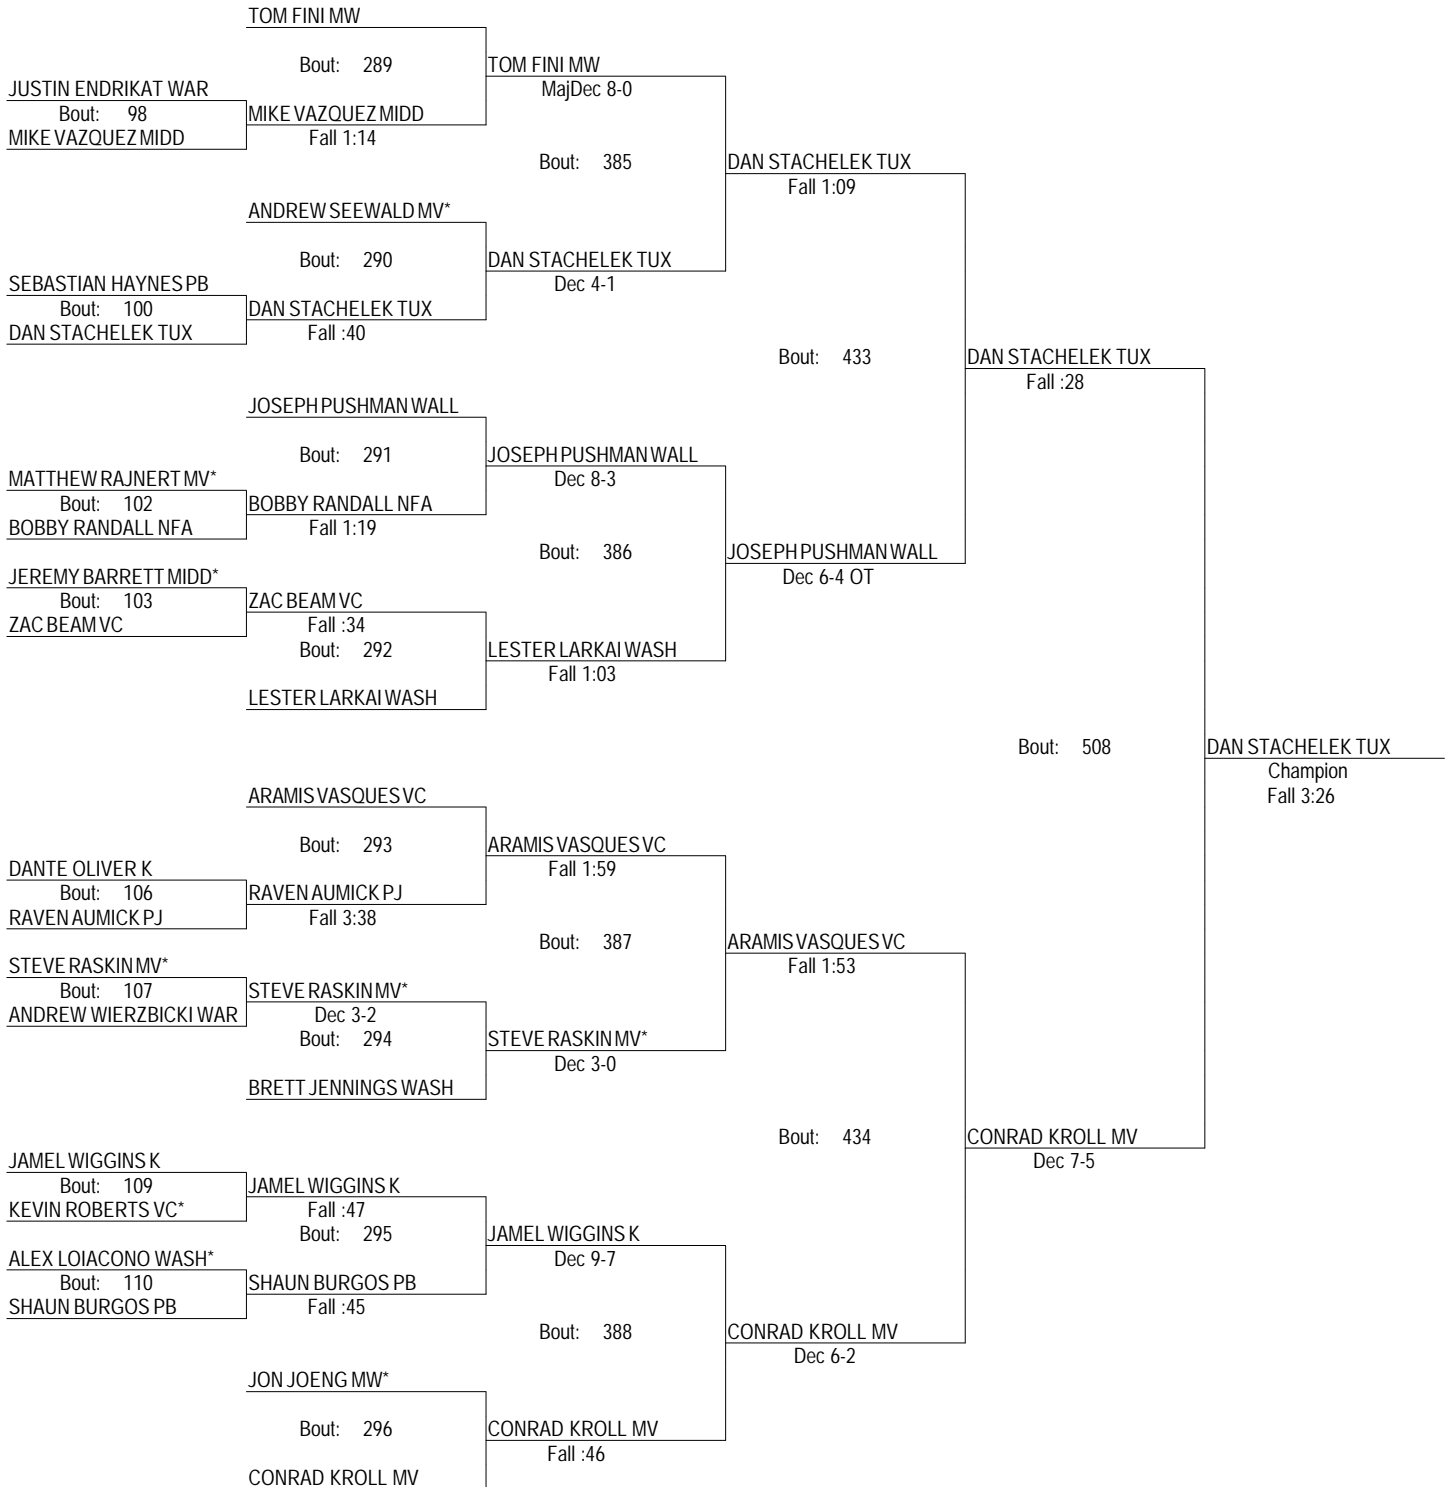 TOM FINI MW
Bout: 289
TOM FINI MW
MajDec 8-0
JUSTIN ENDRIKAT WAR
Bout: 98
MIKE VAZQUEZ MIDD
MIKE VAZQUEZ MIDD
Fall 1:14
Bout: 385
DAN STACHELEK TUX
Fall 1:09
ANDREW SEEWALD MV*
Bout: 290
DAN STACHELEK TUX
Dec 4-1
SEBASTIAN HAYNES PB
Bout: 100
DAN STACHELEK TUX
DAN STACHELEK TUX
Fall :40
Bout: 433
DAN STACHELEK TUX
Fall :28
JOSEPH PUSHMAN WALL
Bout: 291
JOSEPH PUSHMAN WALL
Dec 8-3
MATTHEW RAJNERT MV*
Bout: 102
BOBBY RANDALL NFA
BOBBY RANDALL NFA
Fall 1:19
Bout: 386
JOSEPH PUSHMAN WALL
Dec 6-4 OT
JEREMY BARRETT MIDD*
Bout: 103
ZAC BEAM VC
ZAC BEAM VC
Fall :34
Bout: 292
LESTER LARKAI WASH
Fall 1:03
LESTER LARKAI WASH
Bout: 508
DAN STACHELEK TUX
Champion
Fall 3:26
ARAMIS VASQUES VC
Bout: 293
ARAMIS VASQUES VC
Fall 1:59
DANTE OLIVER K
Bout: 106
RAVEN AUMICK PJ
RAVEN AUMICK PJ
Fall 3:38
Bout: 387
ARAMIS VASQUES VC
Fall 1:53
STEVE RASKIN MV*
Bout: 107
ANDREW WIERZBICKI WAR
STEVE RASKIN MV*
Dec 3-2
Bout: 294
STEVE RASKIN MV*
Dec 3-0
BRETT JENNINGS WASH
Bout: 434
CONRAD KROLL MV
Dec 7-5
JAMEL WIGGINS K
Bout: 109
KEVIN ROBERTS VC*
JAMEL WIGGINS K
Fall :47
Bout: 295
JAMEL WIGGINS K
Dec 9-7
ALEX LOIACONO WASH*
Bout: 110
SHAUN BURGOS PB
SHAUN BURGOS PB
Fall :45
Bout: 388
CONRAD KROLL MV
Dec 6-2
JON JOENG MW*
Bout: 296
CONRAD KROLL MV
Fall :46
CONRAD KROLL MV